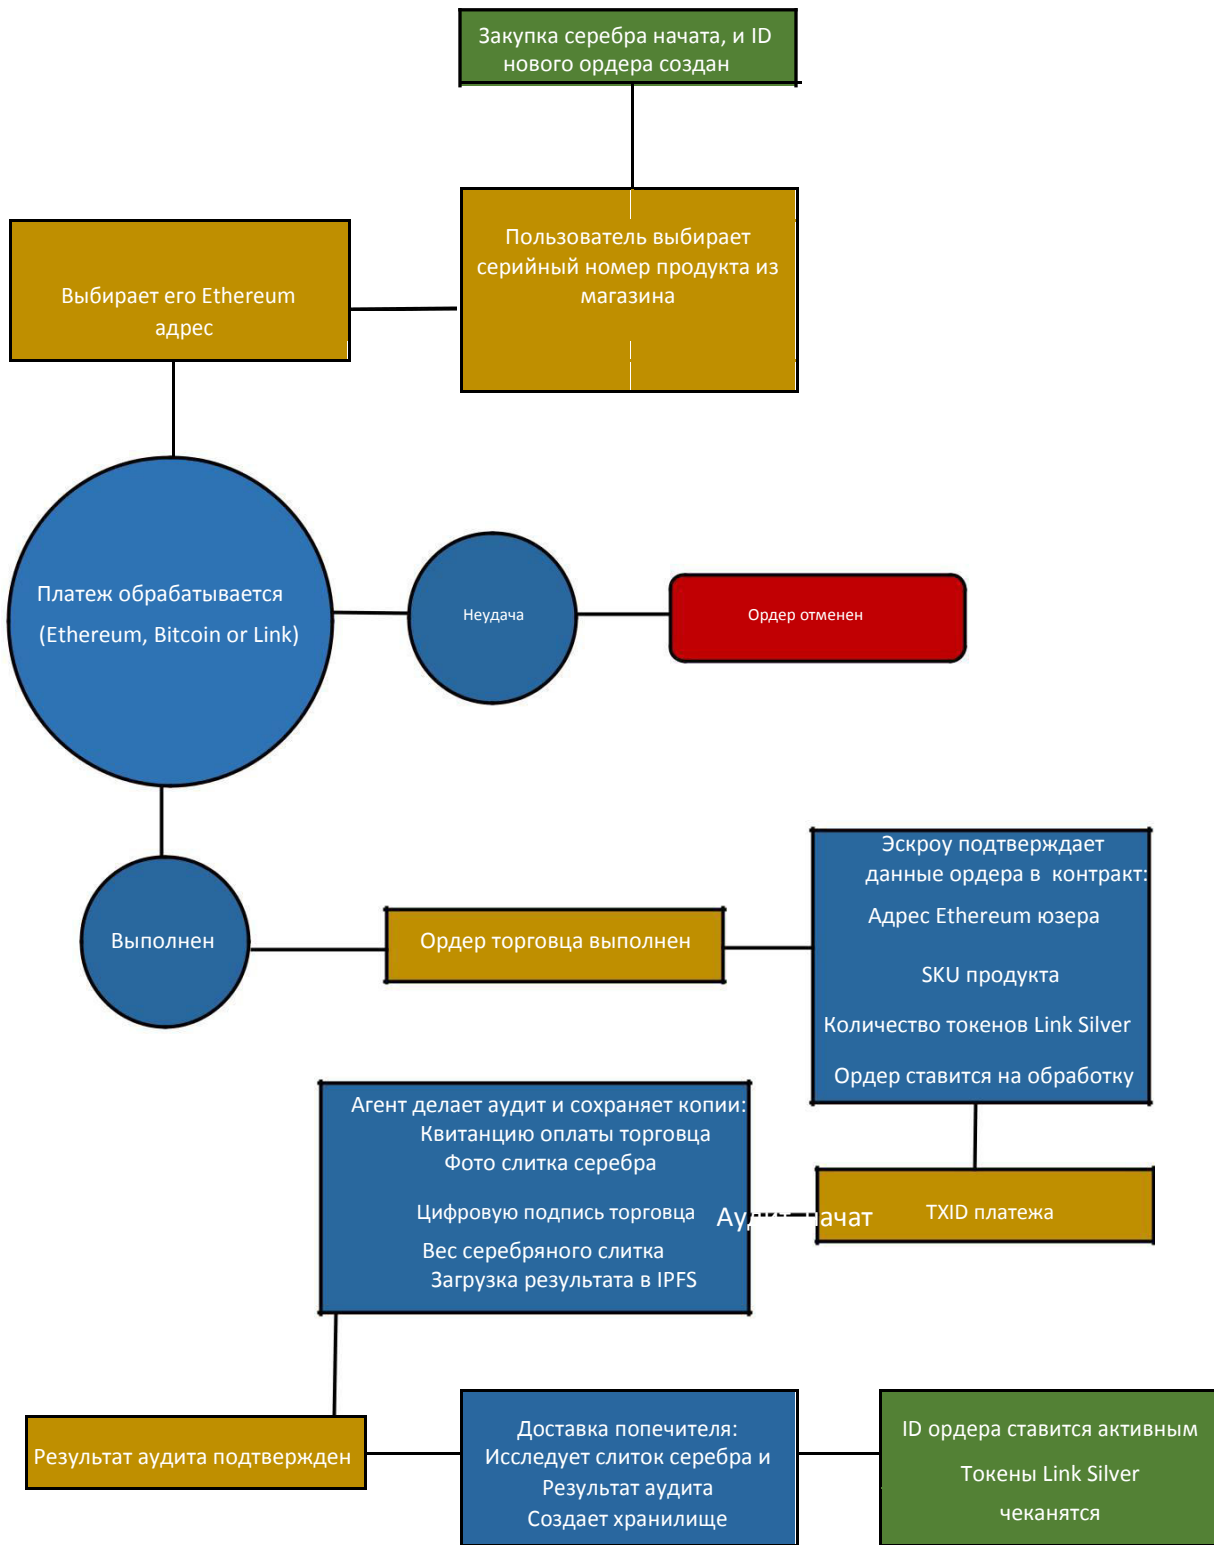 Закупка серебра начата, и ID
нового ордера создан
Пользователь выбирает
серийный номер продукта из
магазина
Выбирает его Ethereum
адрес
Платеж обрабатывается
(Ethereum, Bitcoin or Link)
Неудача
Ордер отменен
Выполнен
Ордер торговца выполнен
Эскроу подтверждает
данные ордера в контракт:
Адрес Ethereum юзера
SKU продукта
Количество токенов Link Silver
Ордер ставится на обработку
TXID платежа
Аудит начат
Агент делает аудит и сохраняет копии:
Квитанцию оплаты торговца
Фото слитка серебра
Цифровую подпись торговца
Вес серебряного слитка
Загрузка результата в IPFS
Результат аудита подтвержден
Доставка попечителя:
Исследует слиток серебра и
Результат аудита
Создает хранилище
ID ордера ставится активным
Токены Link Silver
чеканятся